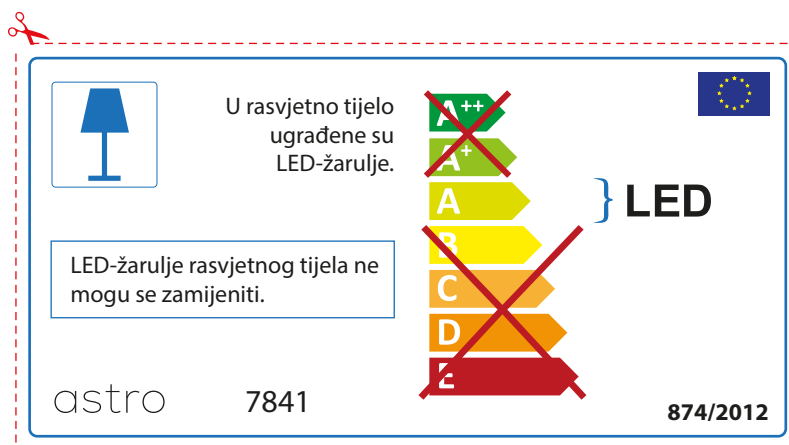 U rasvjetno tijelo
ugrađene su
LED-žarulje.
A++
A+
A
B
C
D
E
LED
LED-žarulje rasvjetnog tijela ne
mogu se zamijeniti.
astro
7841
874/2012